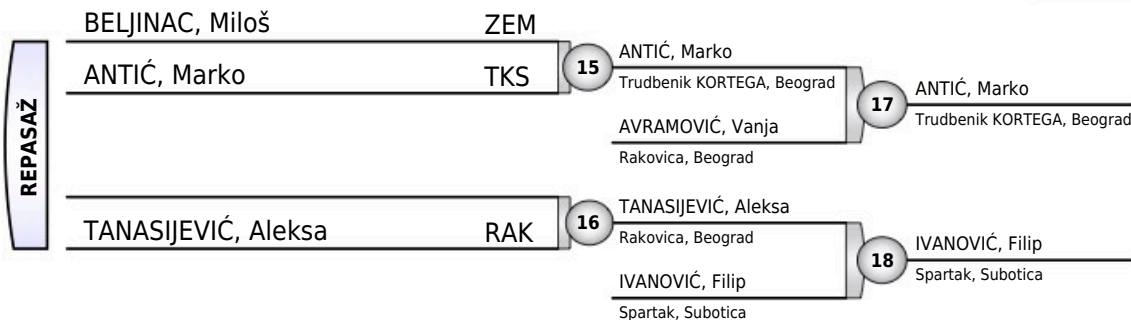 REPASAŽ
BELJINAC, Miloš ZEM
ANTIĆ, Marko TKS
15
ANTIĆ, Marko
Trudbenik KORTEGA, Beograd
AVRAMOVIĆ, Vanja
Rakovica, Beograd
17
ANTIĆ, Marko
Trudbenik KORTEGA, Beograd
TANASIJEVIĆ, Aleksa RAK
16
TANASIJEVIĆ, Aleksa
Rakovica, Beograd
IVANOVIĆ, Filip
Spartak, Subotica
18
IVANOVIĆ, Filip
Spartak, Subotica